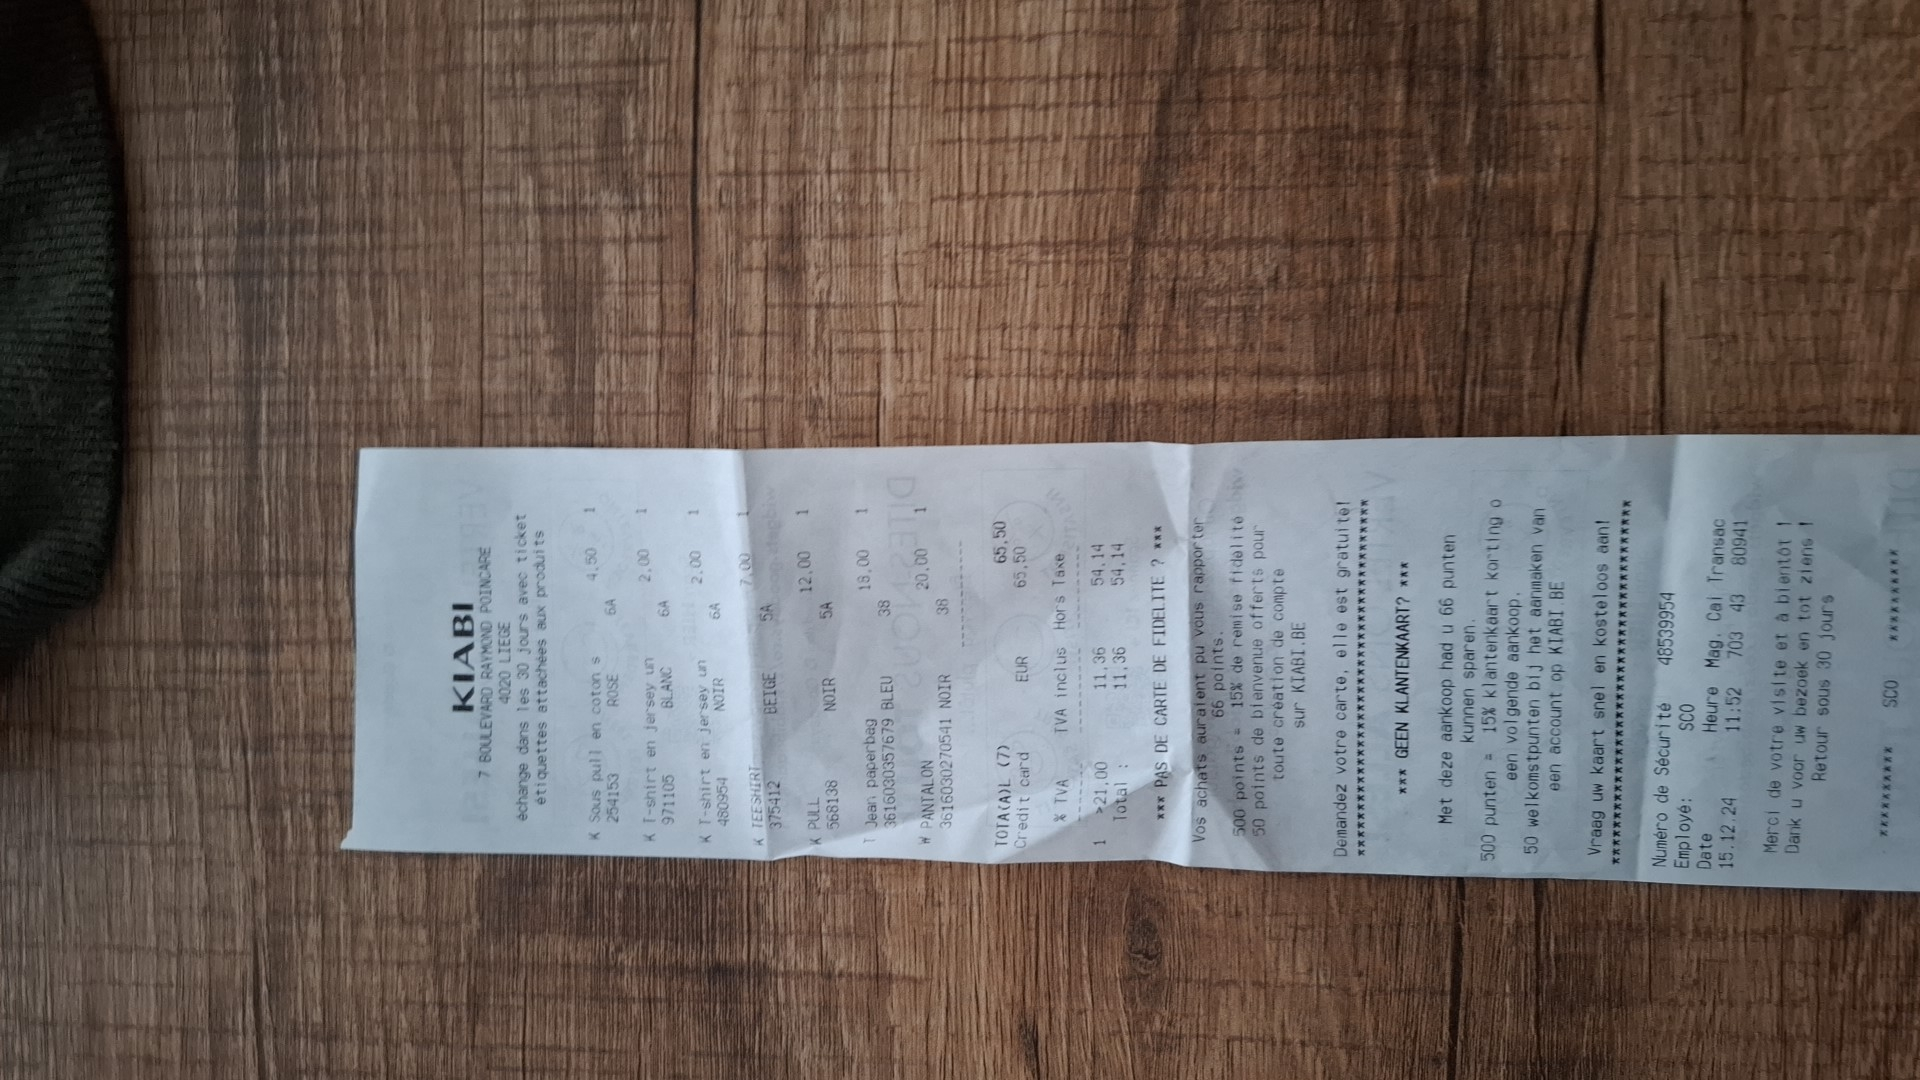 KIABI
7 BOULEVARD RAYMOND POINCARE
4020 LIEGE
échange dans les 30 jours avec ticket
étiquettes attachées aux produits
K Sous pull en coton s 4.50 1
254153 ROSE 6A
K T-shirt en jersey un 2.00 1
971105 BLANC 6A
K T-shirt en jersey un 2.00 1
480954 NOIR 6A
K TEESHIRT 7.00 1
375412 BEIGE 5A
K PULL 12.00 1
568138 NOIR 5A
T Jean paperbag 18.00 1
3616030357679 BLEU 38
W PANTALON 20.00 1
3616030270541 NOIR 38
TOTA(A)L (7) 65,50
Credit card EUR 65,50
% TVA TVA inclus Hors Taxe
1 >21,00 11,36 54,14
Total : 11,36 54,14
*** PAS DE CARTE DE FIDELITE ? ***
Vos achats auraient pu vous rapporter
66 points.
500 points = 15% de remise fidélité
50 points de bienvenue offerts pour
toute création de compte
sur KIABI.BE
Demandez votre carte, elle est gratuite!
****************************************
*** GEEN KLANTENKAART? ***
Met deze aankoop had u 66 punten
kunnen sparen.
500 punten = 15% klantenkaart korting o
een volgende aankoop.
50 welkomstpunten bij het aanmaken van
een account op KIABI.BE
Vraag uw kaart snel en kosteloos aan!
****************************************
Numéro de Sécurité 48539954
Employé: SCO
Date Heure Mag. Cai Transac
15.12.24 11:52 703 43 80941
Merci de votre visite et à bientôt !
Dank u voor uw bezoek en tot ziens !
Retour sous 30 jours
********** SCO **********